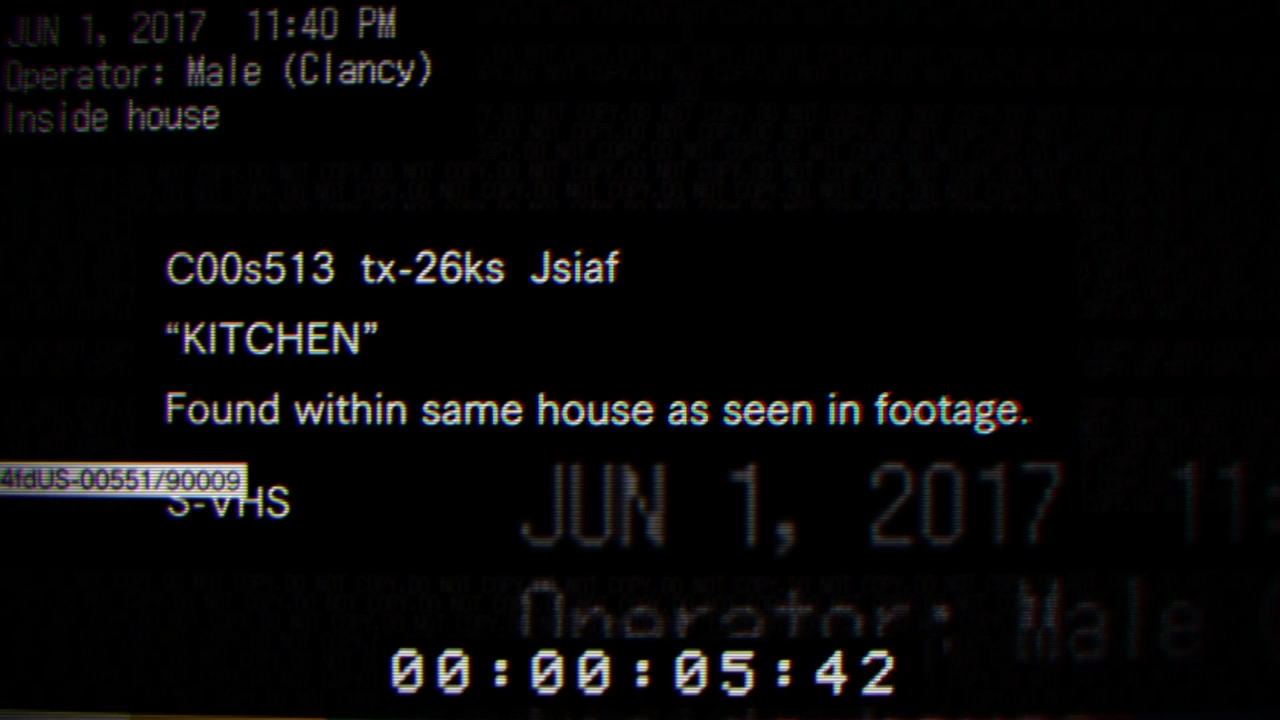 JUN 1, 2017 11:40 PM
Operator: Male (Clancy)
Inside house
C00s513 tx-26ks Jsiaf
“KITCHEN”
Found within same house as seen in footage.
4fdUS-00551/90009
S-VHS
JUN 1, 2017 11:
Operator: Male (
00:00:05:42